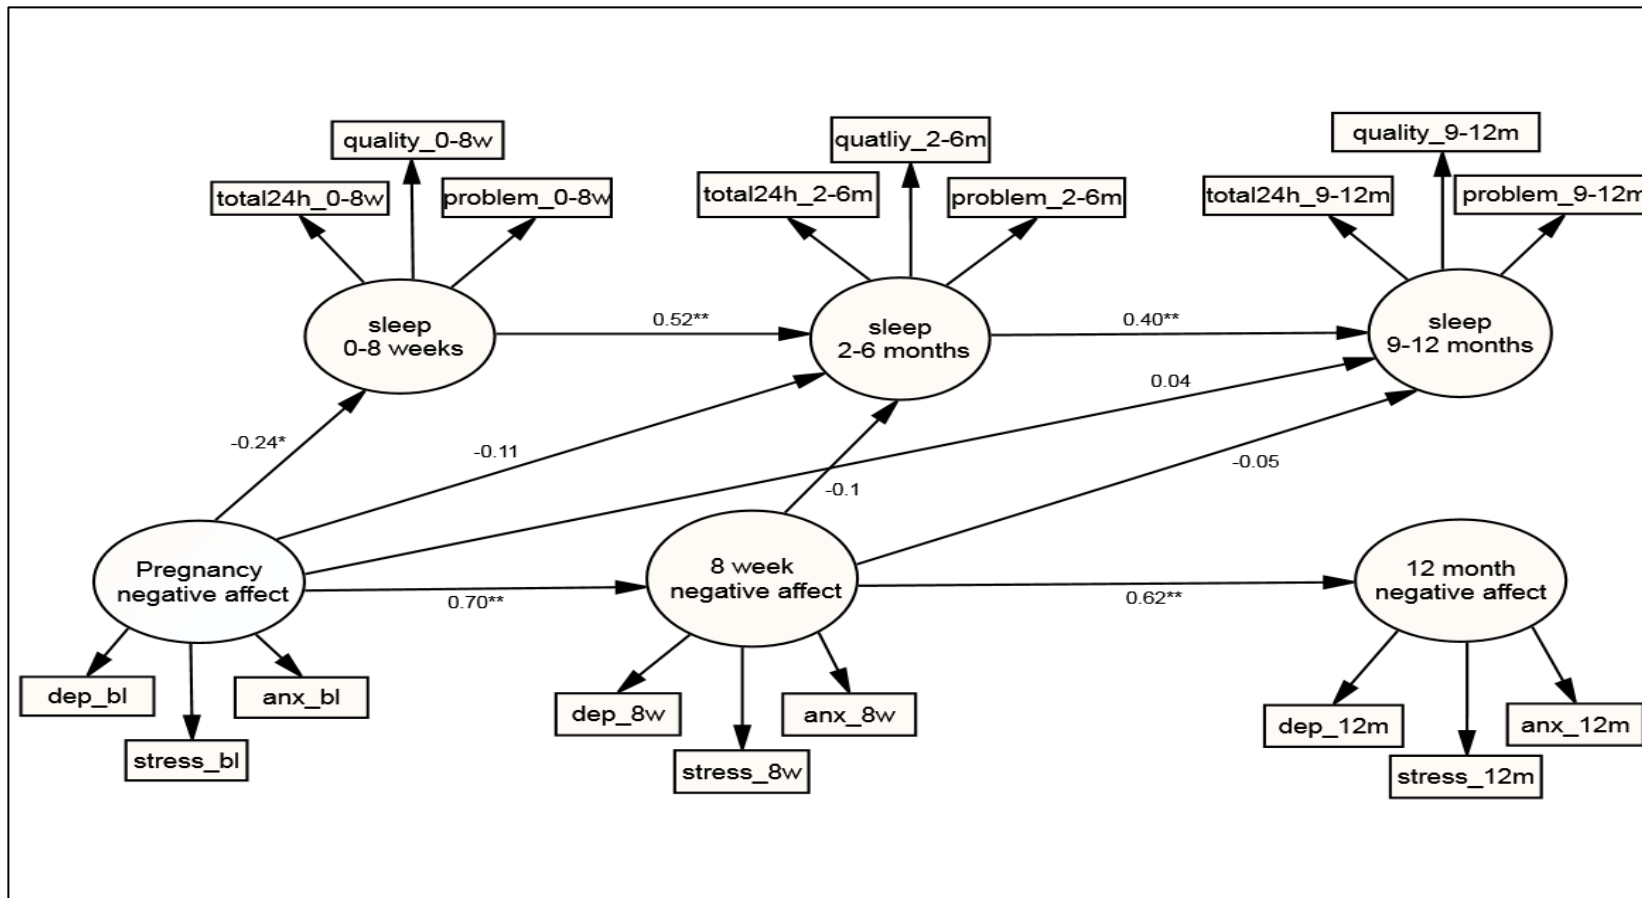 quality_0-8w
total24h_0-8w
problem_0-8w
quatliy_2-6m
total24h_2-6m
problem_2-6m
quality_9-12m
total24h_9-12m
problem_9-12m
sleep
0-8 weeks
0.52**
sleep
2-6 months
0.40**
sleep
9-12 months
-0.24*
-0.11
0.04
-0.1
-0.05
Pregnancy
negative affect
0.70**
8 week
negative affect
0.62**
12 month
negative affect
dep_bl
anx_bl
stress_bl
dep_8w
anx_8w
stress_8w
dep_12m
anx_12m
stress_12m